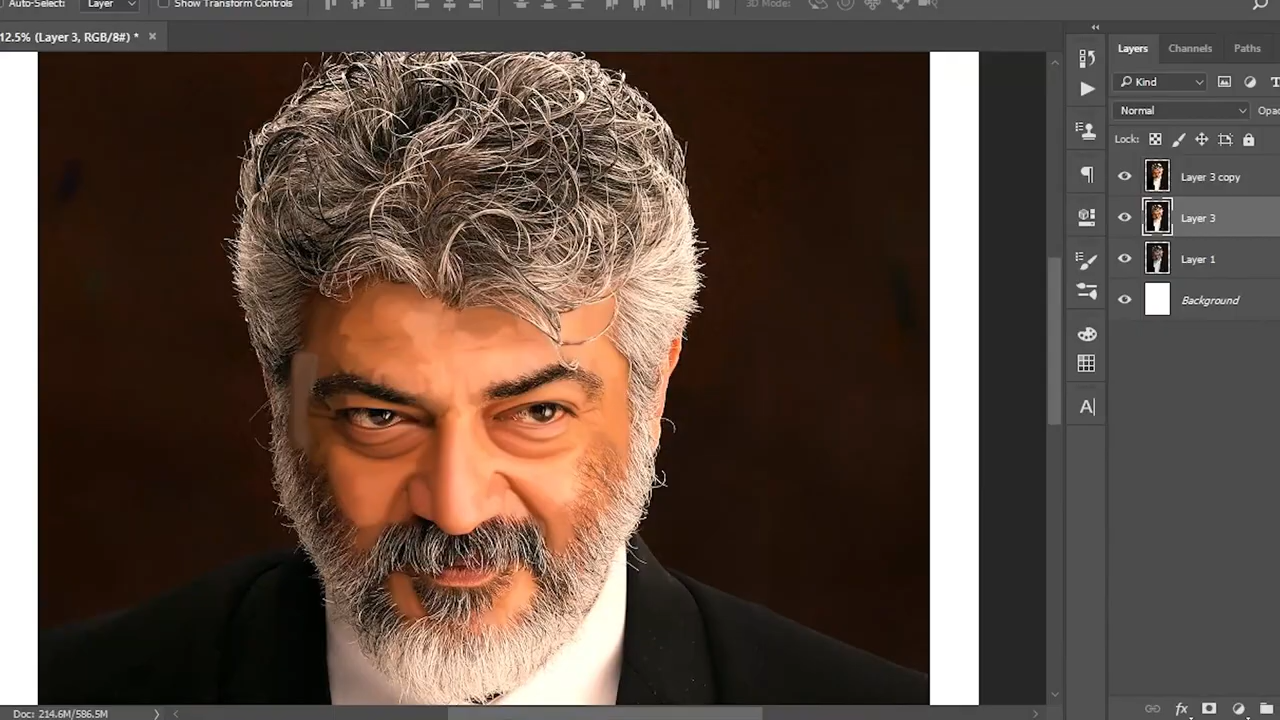 Auto-Select: Layer Show Transform Controls 3D Mode:
12.5% (Layer 3, RGB/8#) * ×
Layers Channels Paths
Kind
Normal Opac
Lock:
Layer 3 copy
Layer 3
Layer 1
Background
A|
fx
Doc: 214.6M/586.5M